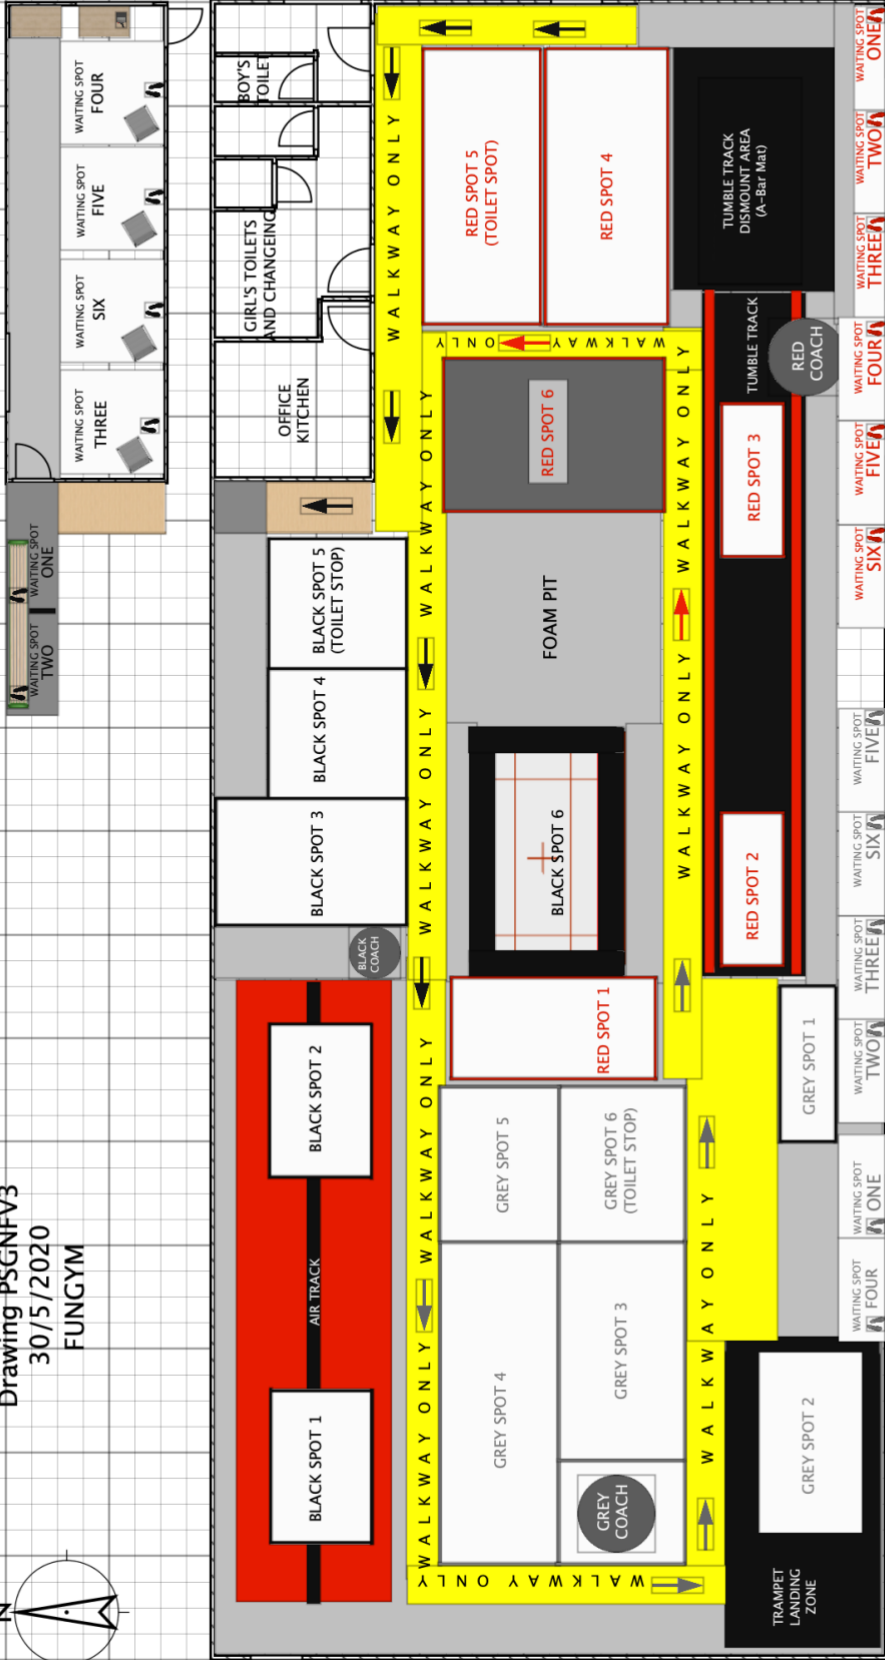 N
Drawing PSGNFV3
30/5/2020
FUNGYM
WAITING SPOT
TWO
WAITING SPOT
ONE
WAITING SPOT
THREE
WAITING SPOT
SIX
WAITING SPOT
FIVE
WAITING SPOT
FOUR
BLACK SPOT 1
AIR TRACK
BLACK SPOT 2
BLACK
COACH
BLACK SPOT 3
BLACK SPOT 4
BLACK SPOT 5
(TOILET STOP)
OFFICE
KITCHEN
GIRL'S TOILETS
AND CHANGEING
BOY'S
TOILET
WALKWAY ONLY
WALKWAY ONLY
WALKWAY ONLY
WALKWAY ONLY
WALKWAY ONLY
WALKWAY ONLY
WALKWAY ONLY
GREY SPOT 4
GREY SPOT 5
GREY
COACH
GREY SPOT 3
GREY SPOT 6
(TOILET STOP)
RED SPOT 1
BLACK SPOT 6
FOAM PIT
RED SPOT 6
WALKWAY ONLY
RED SPOT 5
(TOILET SPOT)
RED SPOT 4
WALKWAY ONLY
WALKWAY ONLY
WALKWAY ONLY
TRAMPET
LANDING
ZONE
GREY SPOT 2
GREY SPOT 1
RED SPOT 2
RED SPOT 3
TUMBLE TRACK
RED
COACH
TUMBLE TRACK
DISMOUNT AREA
(A-Bar Mat)
WAITING SPOT
FOUR
WAITING SPOT
ONE
WAITING SPOT
TWO
WAITING SPOT
THREE
WAITING SPOT
SIX
WAITING SPOT
FIVE
WAITING SPOT
SIX
WAITING SPOT
FIVE
WAITING SPOT
FOUR
WAITING SPOT
THREE
WAITING SPOT
TWO
WAITING SPOT
ONE